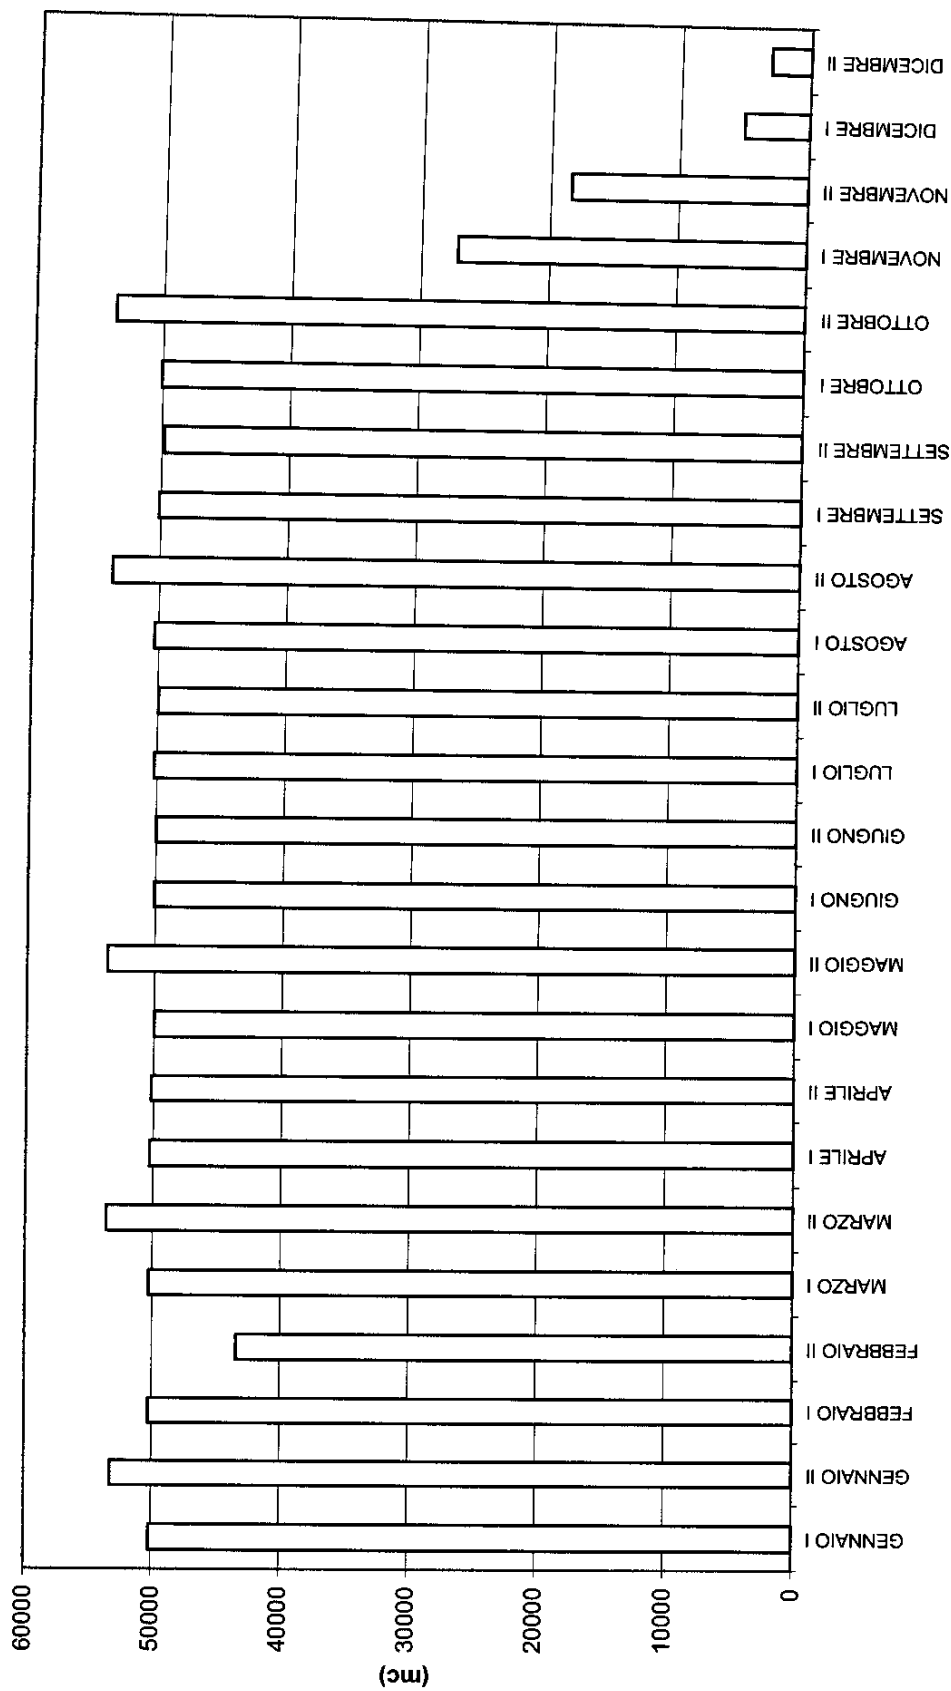 (mc)
60000
50000
40000
30000
20000
10000
0
GENNAIO I
GENNAIO II
FEBBRAIO I
FEBBRAIO II
MARZO I
MARZO II
APRILE I
APRILE II
MAGGIO I
MAGGIO II
GIUGNO I
GIUGNO II
LUGLIO I
LUGLIO II
AGOSTO I
AGOSTO II
SETTEMBRE I
SETTEMBRE II
OTTOBRE I
OTTOBRE II
NOVEMBRE I
NOVEMBRE II
DICEMBRE I
DICEMBRE II